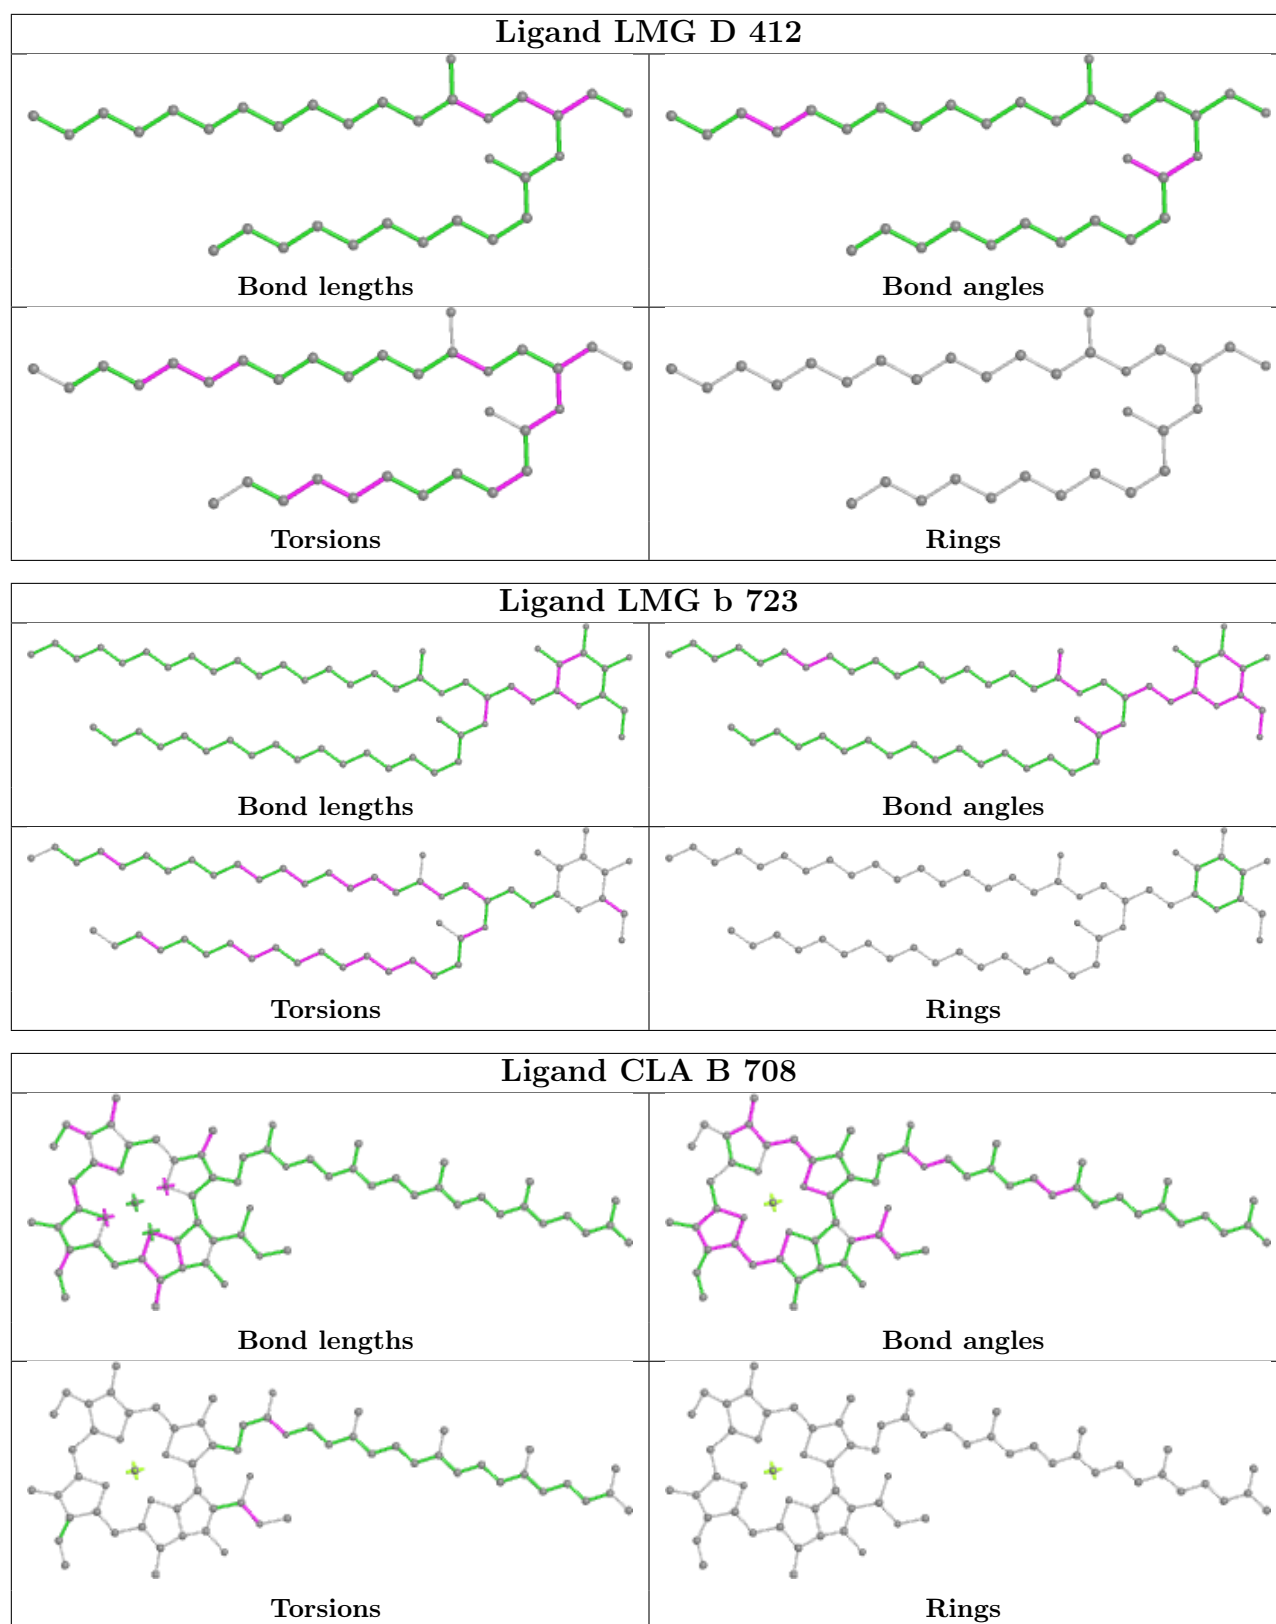 Ligand LMG D 412
Bond lengths
Bond angles
Torsions
Rings
Ligand LMG b 723
Bond lengths
Bond angles
Torsions
Rings
Ligand CLA B 708
Bond lengths
Bond angles
Torsions
Rings